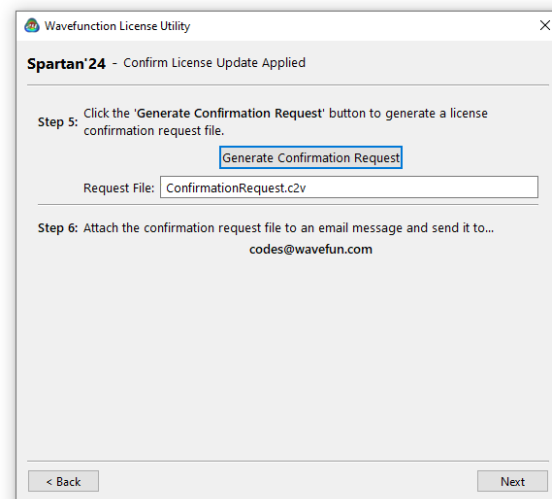 Wavefunction License Utility
Spartan'24 - Confirm License Update Applied
Step 5: Click the 'Generate Confirmation Request' button to generate a license
confirmation request file.
Generate Confirmation Request
Request File: ConfirmationRequest.c2v
Step 6: Attach the confirmation request file to an email message and send it to...
codes@wavefun.com
< Back Next